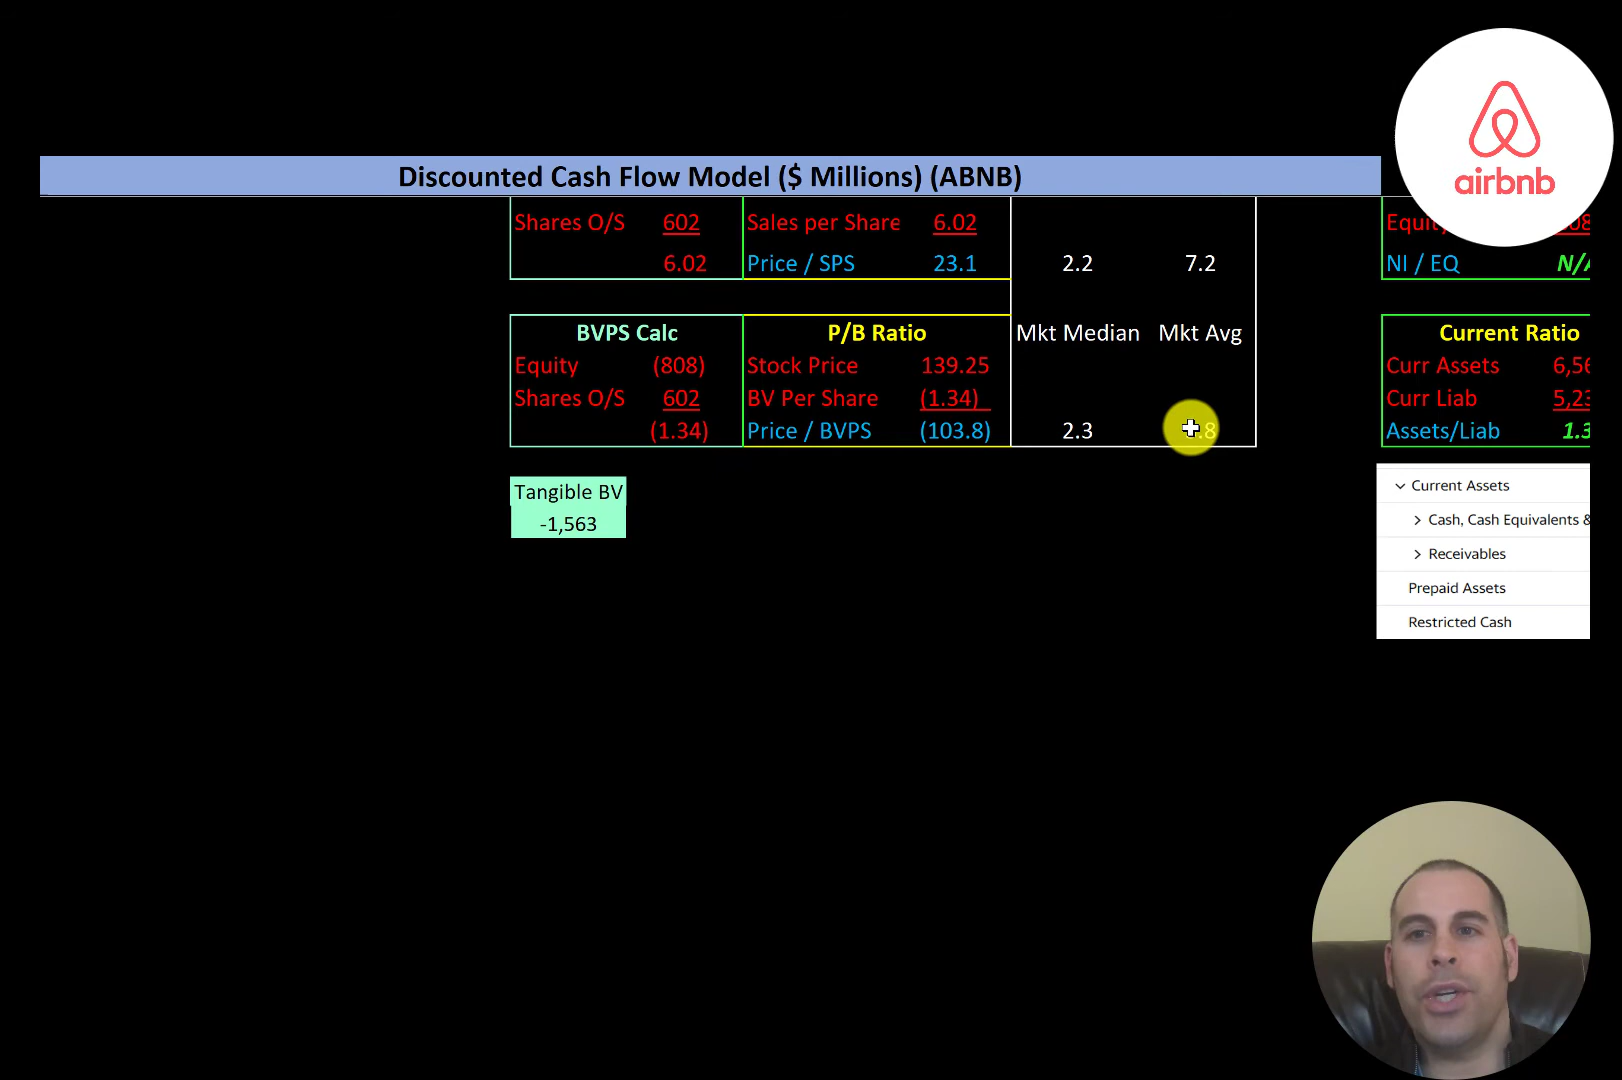 airbnb
Discounted Cash Flow Model ($ Millions) (ABNB)
Shares O/S 602 Sales per Share 6.02
6.02 Price / SPS 23.1 2.2 7.2 NI / EQ
BVPS Calc P/B Ratio Mkt Median Mkt Avg Current Ratio
Equity (808) Stock Price 139.25 Curr Assets
Shares O/S 602 BV Per Share (1.34) Curr Liab
(1.34) Price / BVPS (103.8) 2.3 Assets/Liab
Tangible BV
-1,563
Current Assets
Cash, Cash Equivalents &
Receivables
Prepaid Assets
Restricted Cash